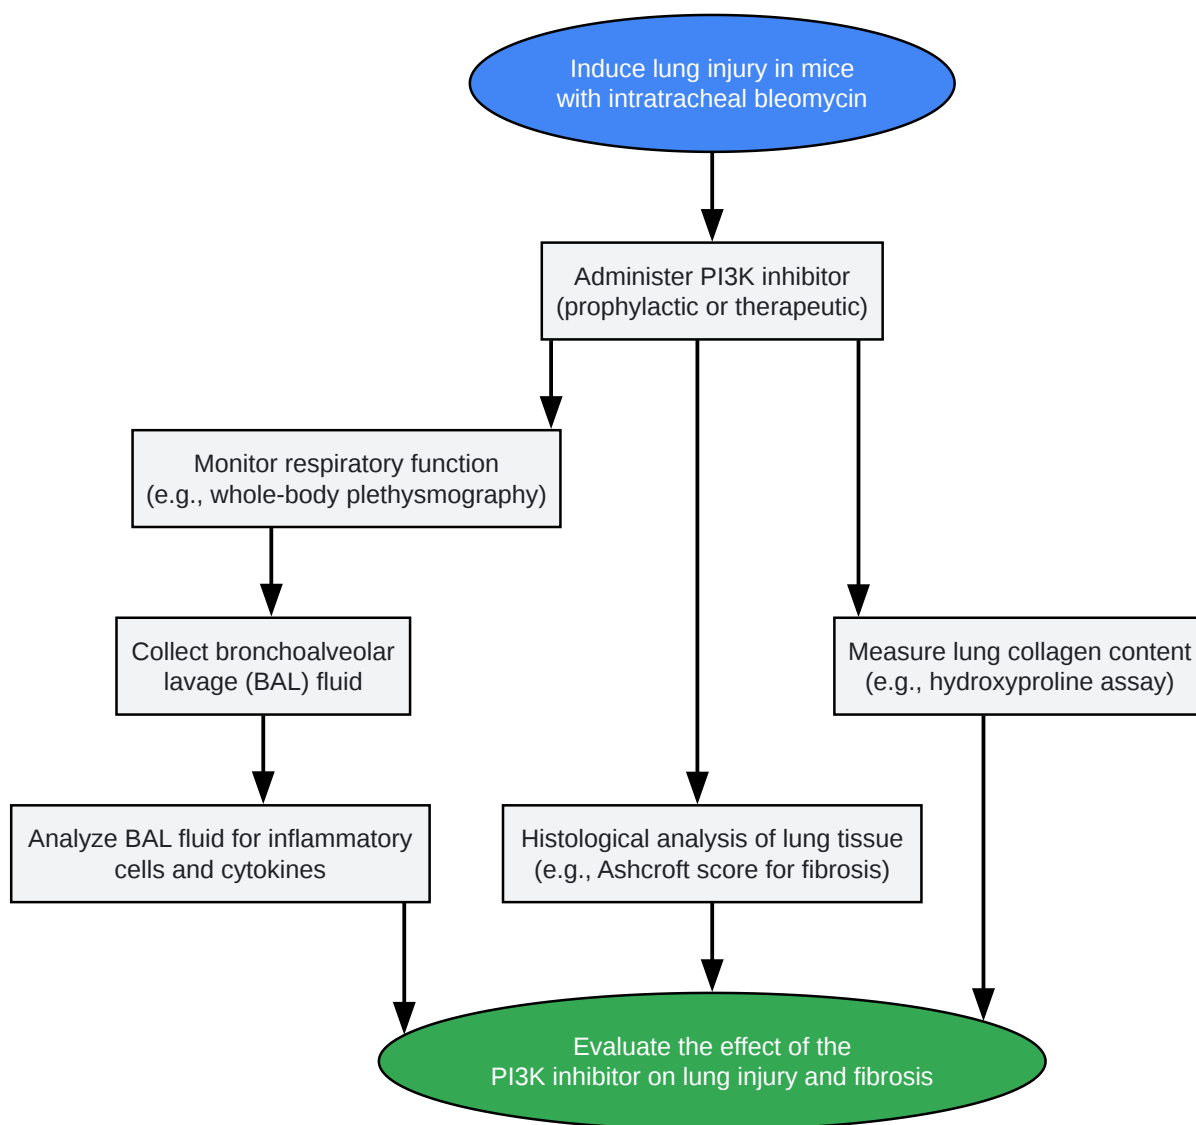 Induce lung injury in mice
with intratracheal bleomycin
Administer PI3K inhibitor
(prophylactic or therapeutic)
Monitor respiratory function
(e.g., whole-body plethysmography)
Collect bronchoalveolar
lavage (BAL) fluid
Measure lung collagen content
(e.g., hydroxyproline assay)
Analyze BAL fluid for inflammatory
cells and cytokines
Histological analysis of lung tissue
(e.g., Ashcroft score for fibrosis)
Evaluate the effect of the
PI3K inhibitor on lung injury and fibrosis